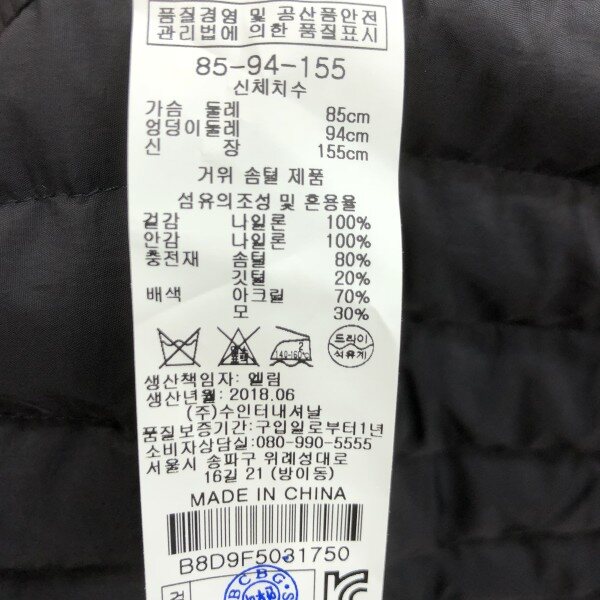 품질경영 및 공산품안전
관리법에 의한 품질표시
85-94-155
신체치수
가슴 둘레 85cm
엉덩이둘레 94cm
신 장 155cm
거위 솜털 제품
섬유의조성 및 혼용율
겉감 나일론 100%
안감 나일론 100%
충전재 솜털 80%
깃털 20%
배색 아크릴 70%
모 30%
2
140-160℃
드라이
석유계
생산책임자: 엘림
생산년월: 2018.06
(주)수인터내셔날
품질보증기간:구입일로부터1년
소비자상담실:080-990-5555
서울시 송파구 위례성대로
16길 21 (방이동)
MADE IN CHINA
B8D9F5031750
BCBG